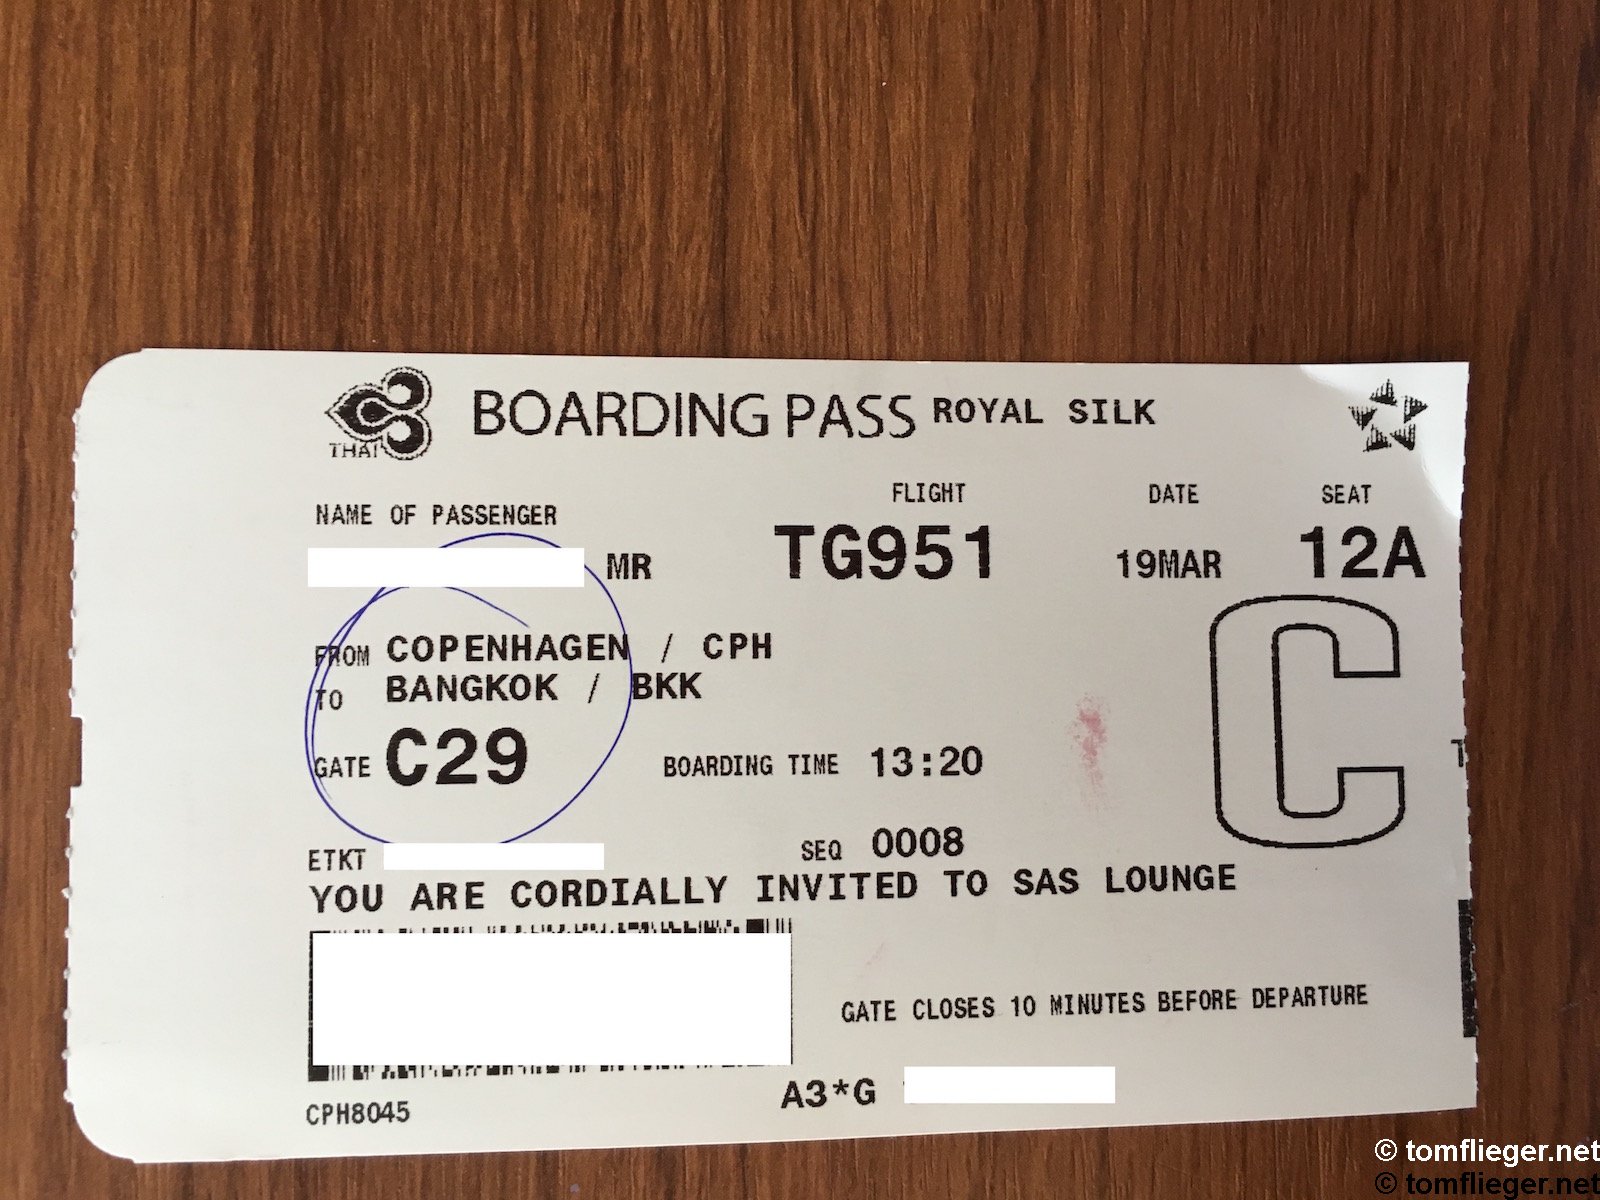 THAI
BOARDING PASS ROYAL SILK
FLIGHT DATE SEAT
NAME OF PASSENGER
MR TG951 19MAR 12A
FROM COPENHAGEN / CPH
TO BANGKOK / BKK
C
GATE C29 BOARDING TIME 13:20
ETKT SEQ 0008
YOU ARE CORDIALLY INVITED TO SAS LOUNGE
GATE CLOSES 10 MINUTES BEFORE DEPARTURE
A3*G
CPH8045
© tomflieger.net
© tomflieger.net